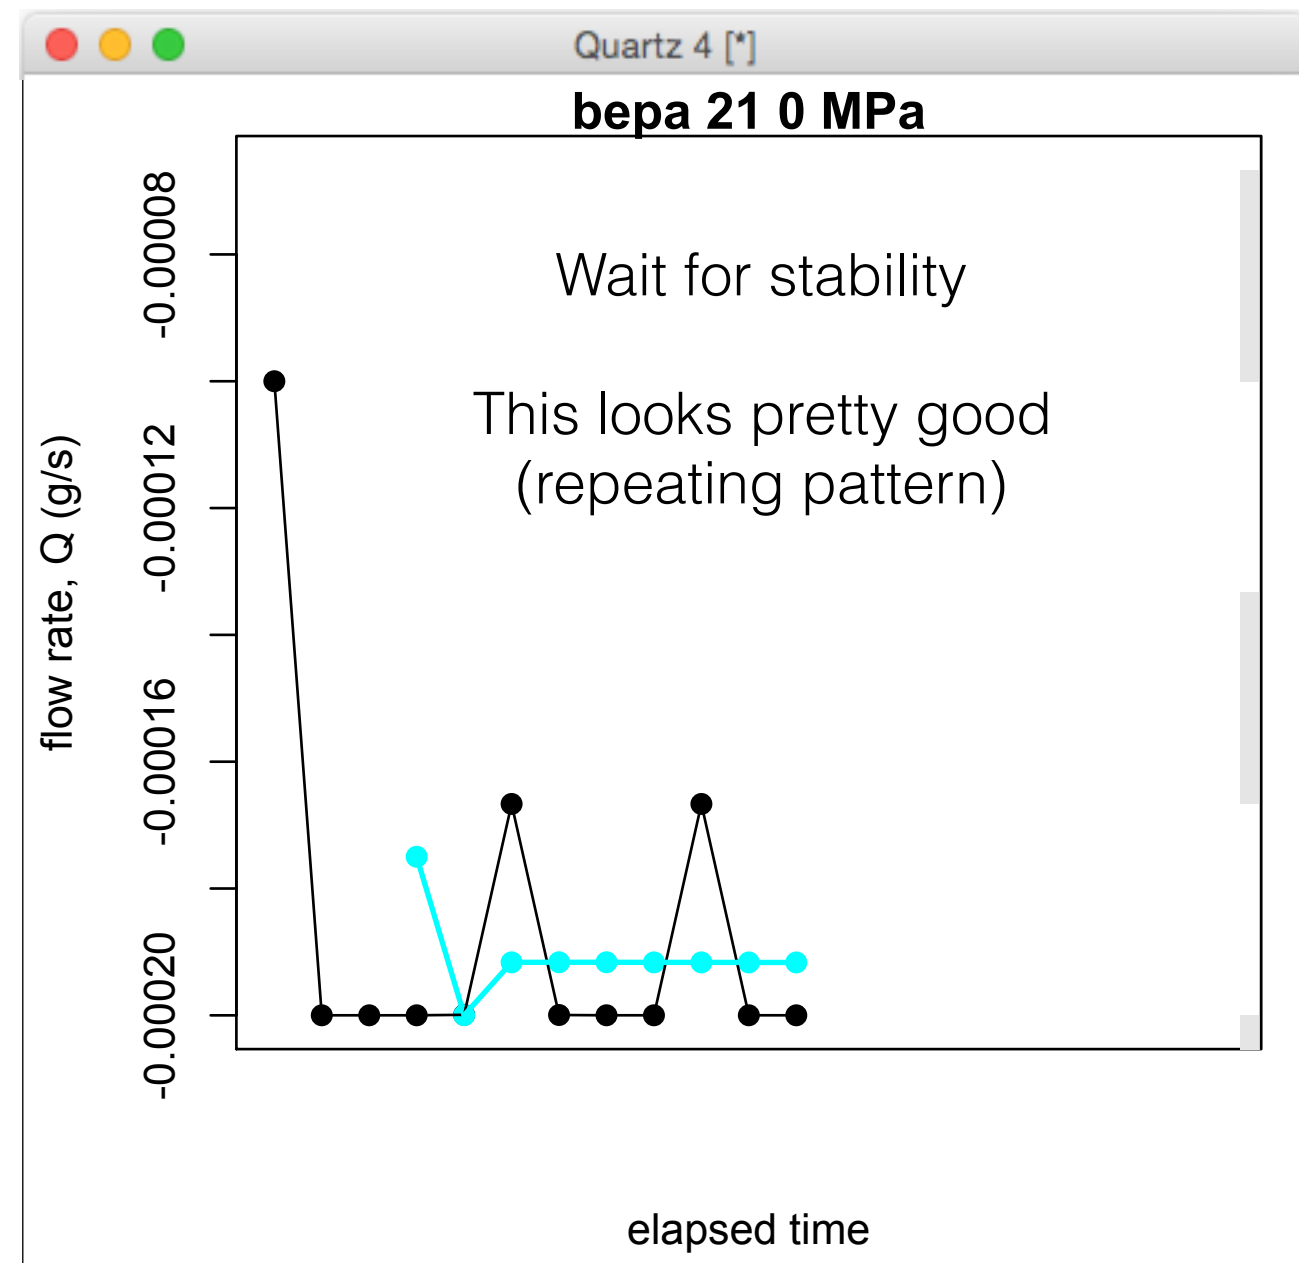 Quartz 4 [*]
bepa 21 0 MPa
Wait for stability
This looks pretty good
(repeating pattern)
flow rate, Q (g/s)
-0.00008
-0.00012
-0.00016
-0.00020
elapsed time